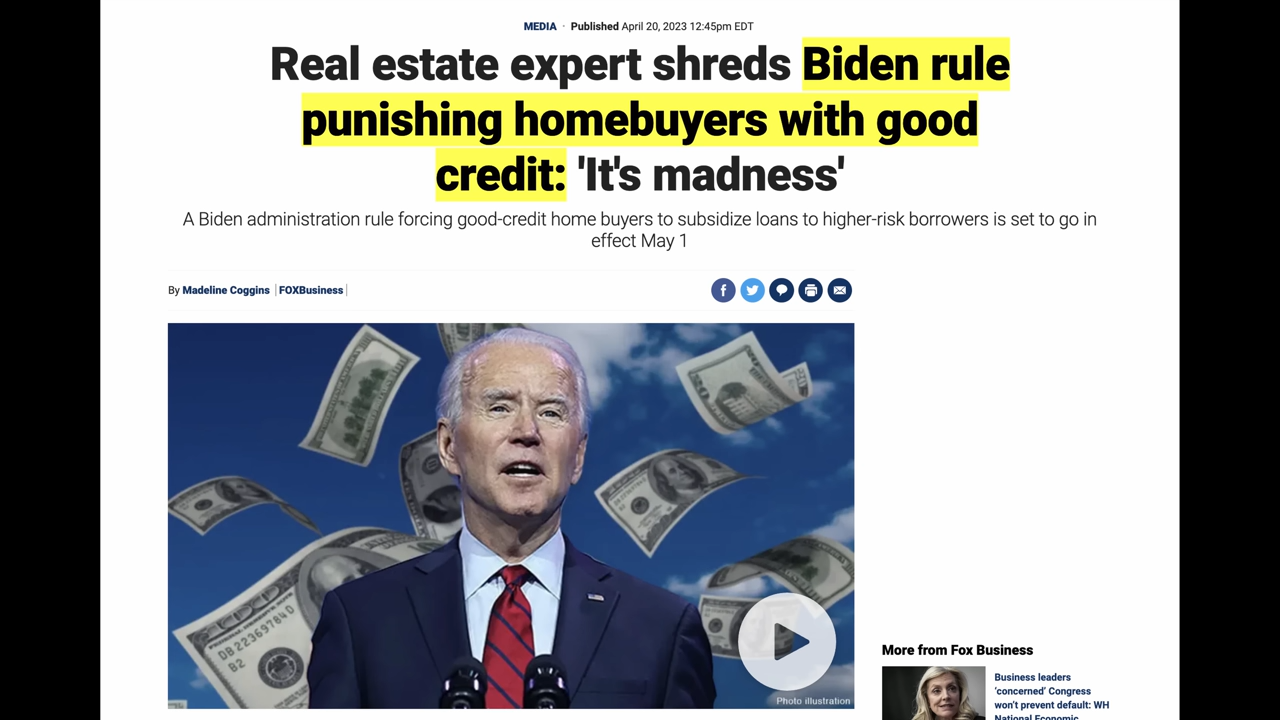 MEDIA · Published April 20, 2023 12:45pm EDT
Real estate expert shreds Biden rule
punishing homebuyers with good
credit: 'It's madness'
A Biden administration rule forcing good-credit home buyers to subsidize loans to higher-risk borrowers is set to go in
effect May 1
By Madeline Coggins | FOXBusiness |
DB22369784D
B2
Photo illustration
More from Fox Business
Business leaders
'concerned' Congress
won't prevent default: WH
National Economic